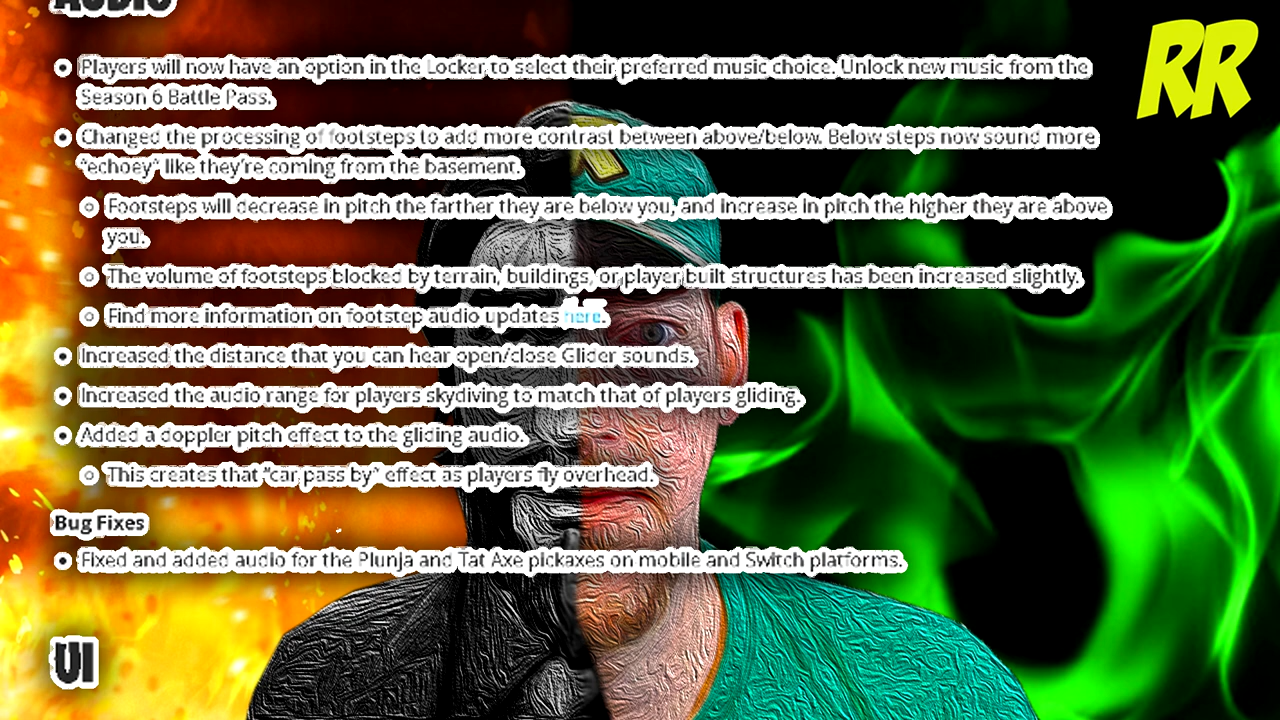 AUDIO
RR
• Players will now have an option in the Locker to select their preferred music choice. Unlock new music from the
Season 6 Battle Pass.
• Changed the processing of footsteps to add more contrast between above/below. Below steps now sound more
"echoey" like they're coming from the basement.
○ Footsteps will decrease in pitch the farther they are below you, and increase in pitch the higher they are above
you.
○ The volume of footsteps blocked by terrain, buildings, or player built structures has been increased slightly.
○ Find more information on footstep audio updates here.
• Increased the distance that you can hear open/close Glider sounds.
• Increased the audio range for players skydiving to match that of players gliding.
• Added a doppler pitch effect to the gliding audio.
○ This creates that "car pass by" effect as players fly overhead.
Bug Fixes
• Fixed and added audio for the Plunja and Tat Axe pickaxes on mobile and Switch platforms.
UI